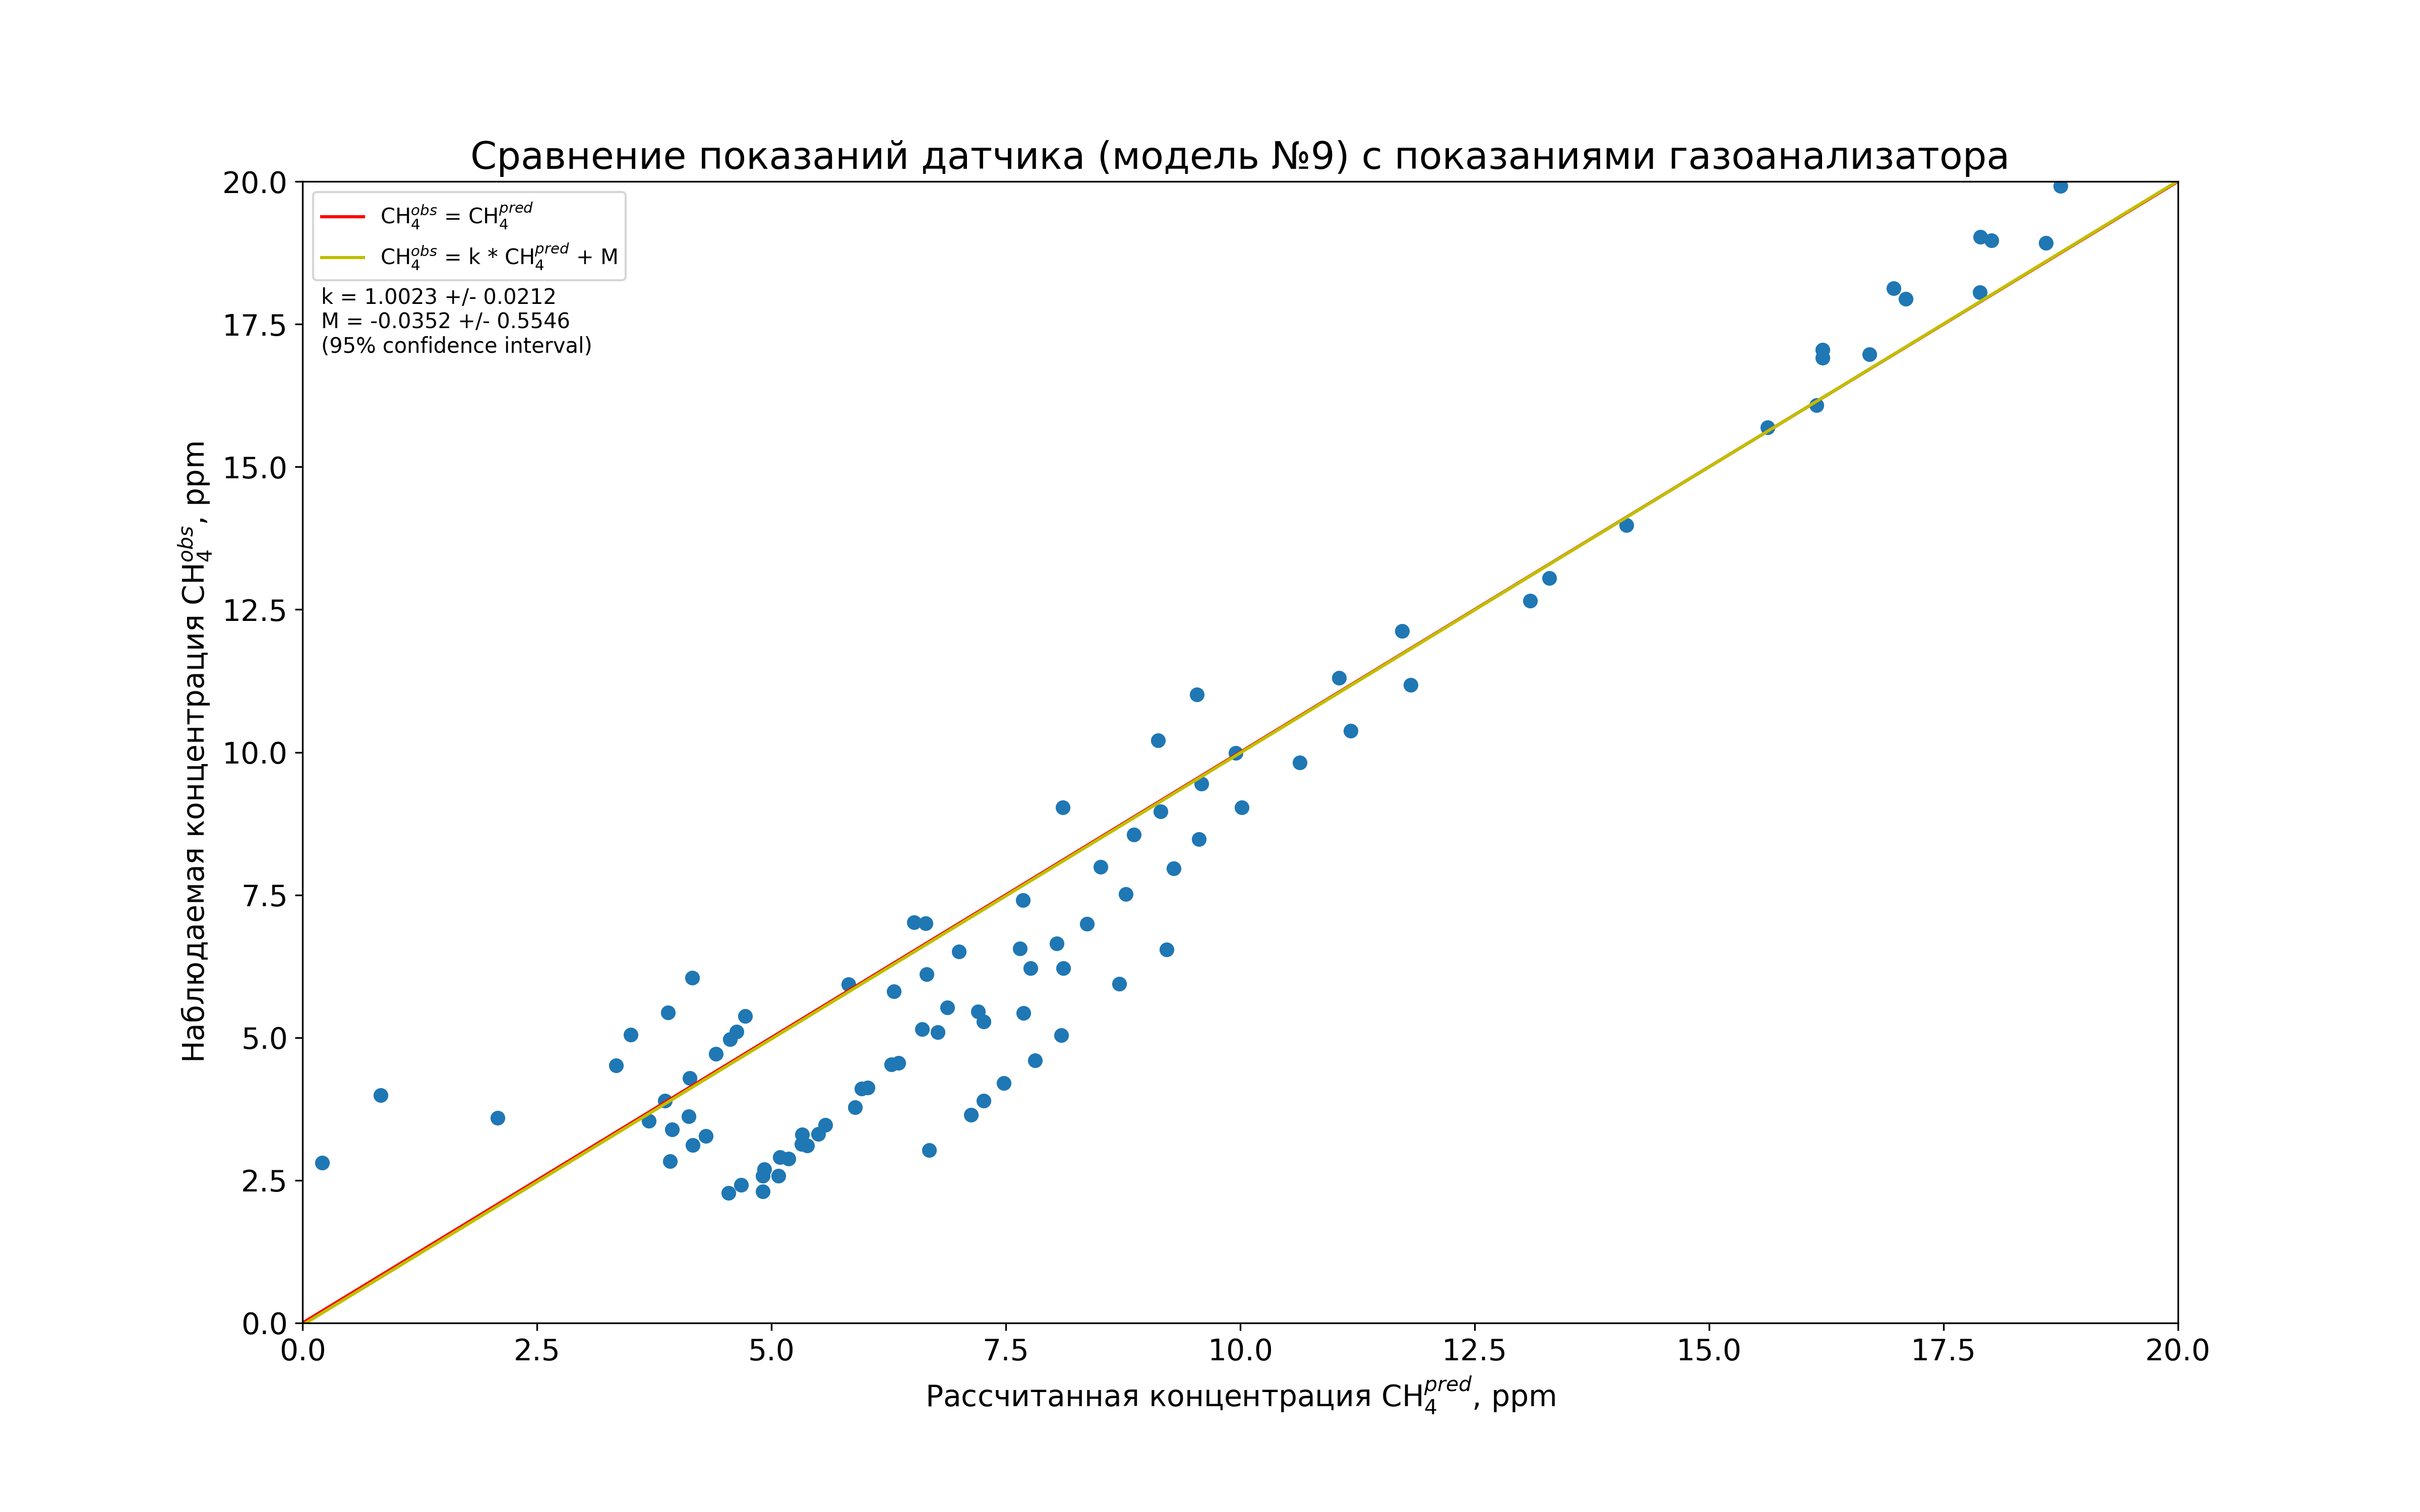 Сравнение показаний датчика (модель №9) с показаниями газоанализатора
CH₄ᵒᵇˢ = CH₄ᵖʳᵉᵈ
CH₄ᵒᵇˢ = k * CH₄ᵖʳᵉᵈ + M
k = 1.0023 +/- 0.0212
M = -0.0352 +/- 0.5546
(95% confidence interval)
Наблюдаемая концентрация CH₄ᵒᵇˢ, ppm
20.0
17.5
15.0
12.5
10.0
7.5
5.0
2.5
0.0
0.0 2.5 5.0 7.5 10.0 12.5 15.0 17.5 20.0
Рассчитанная концентрация CH₄ᵖʳᵉᵈ, ppm